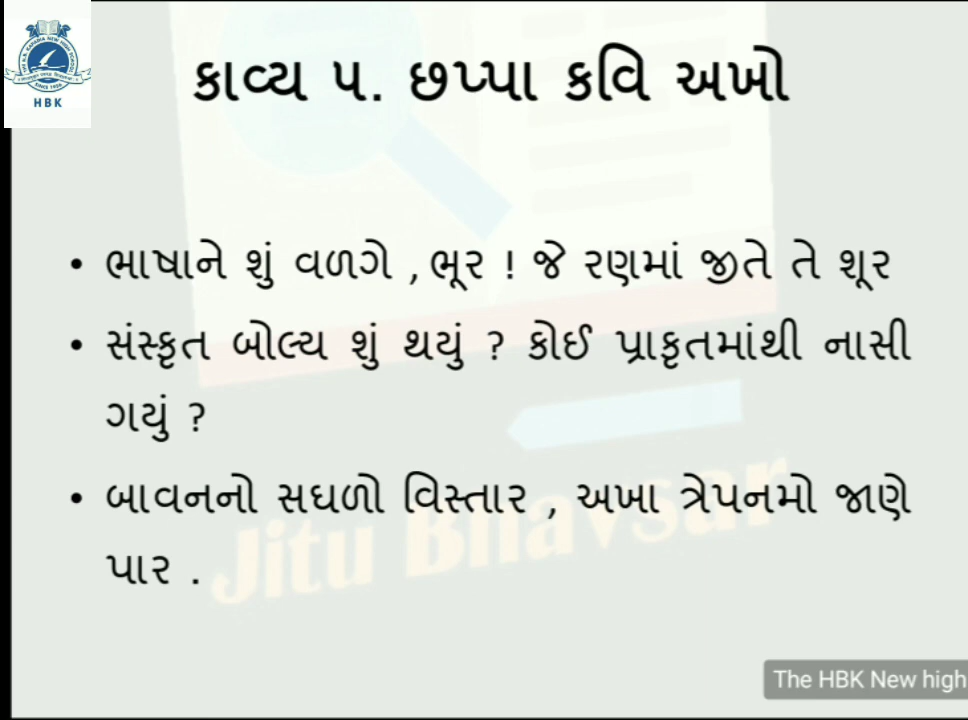 HBK
કાવ્ય ૫. છપ્પા કવિ અખો
• ભાષાને શું વળગે , ભૂર ! જે રણમાં જીતે તે શૂર
• સંસ્કૃત બોલ્ય શું થયું ? કોઈ પ્રાકૃતમાંથી નાસી
ગયું ?
• બાવનનો સઘળો વિસ્તાર , અખા ત્રેપનમો જાણે
પાર .
Jitu Bhavsar
The HBK New high